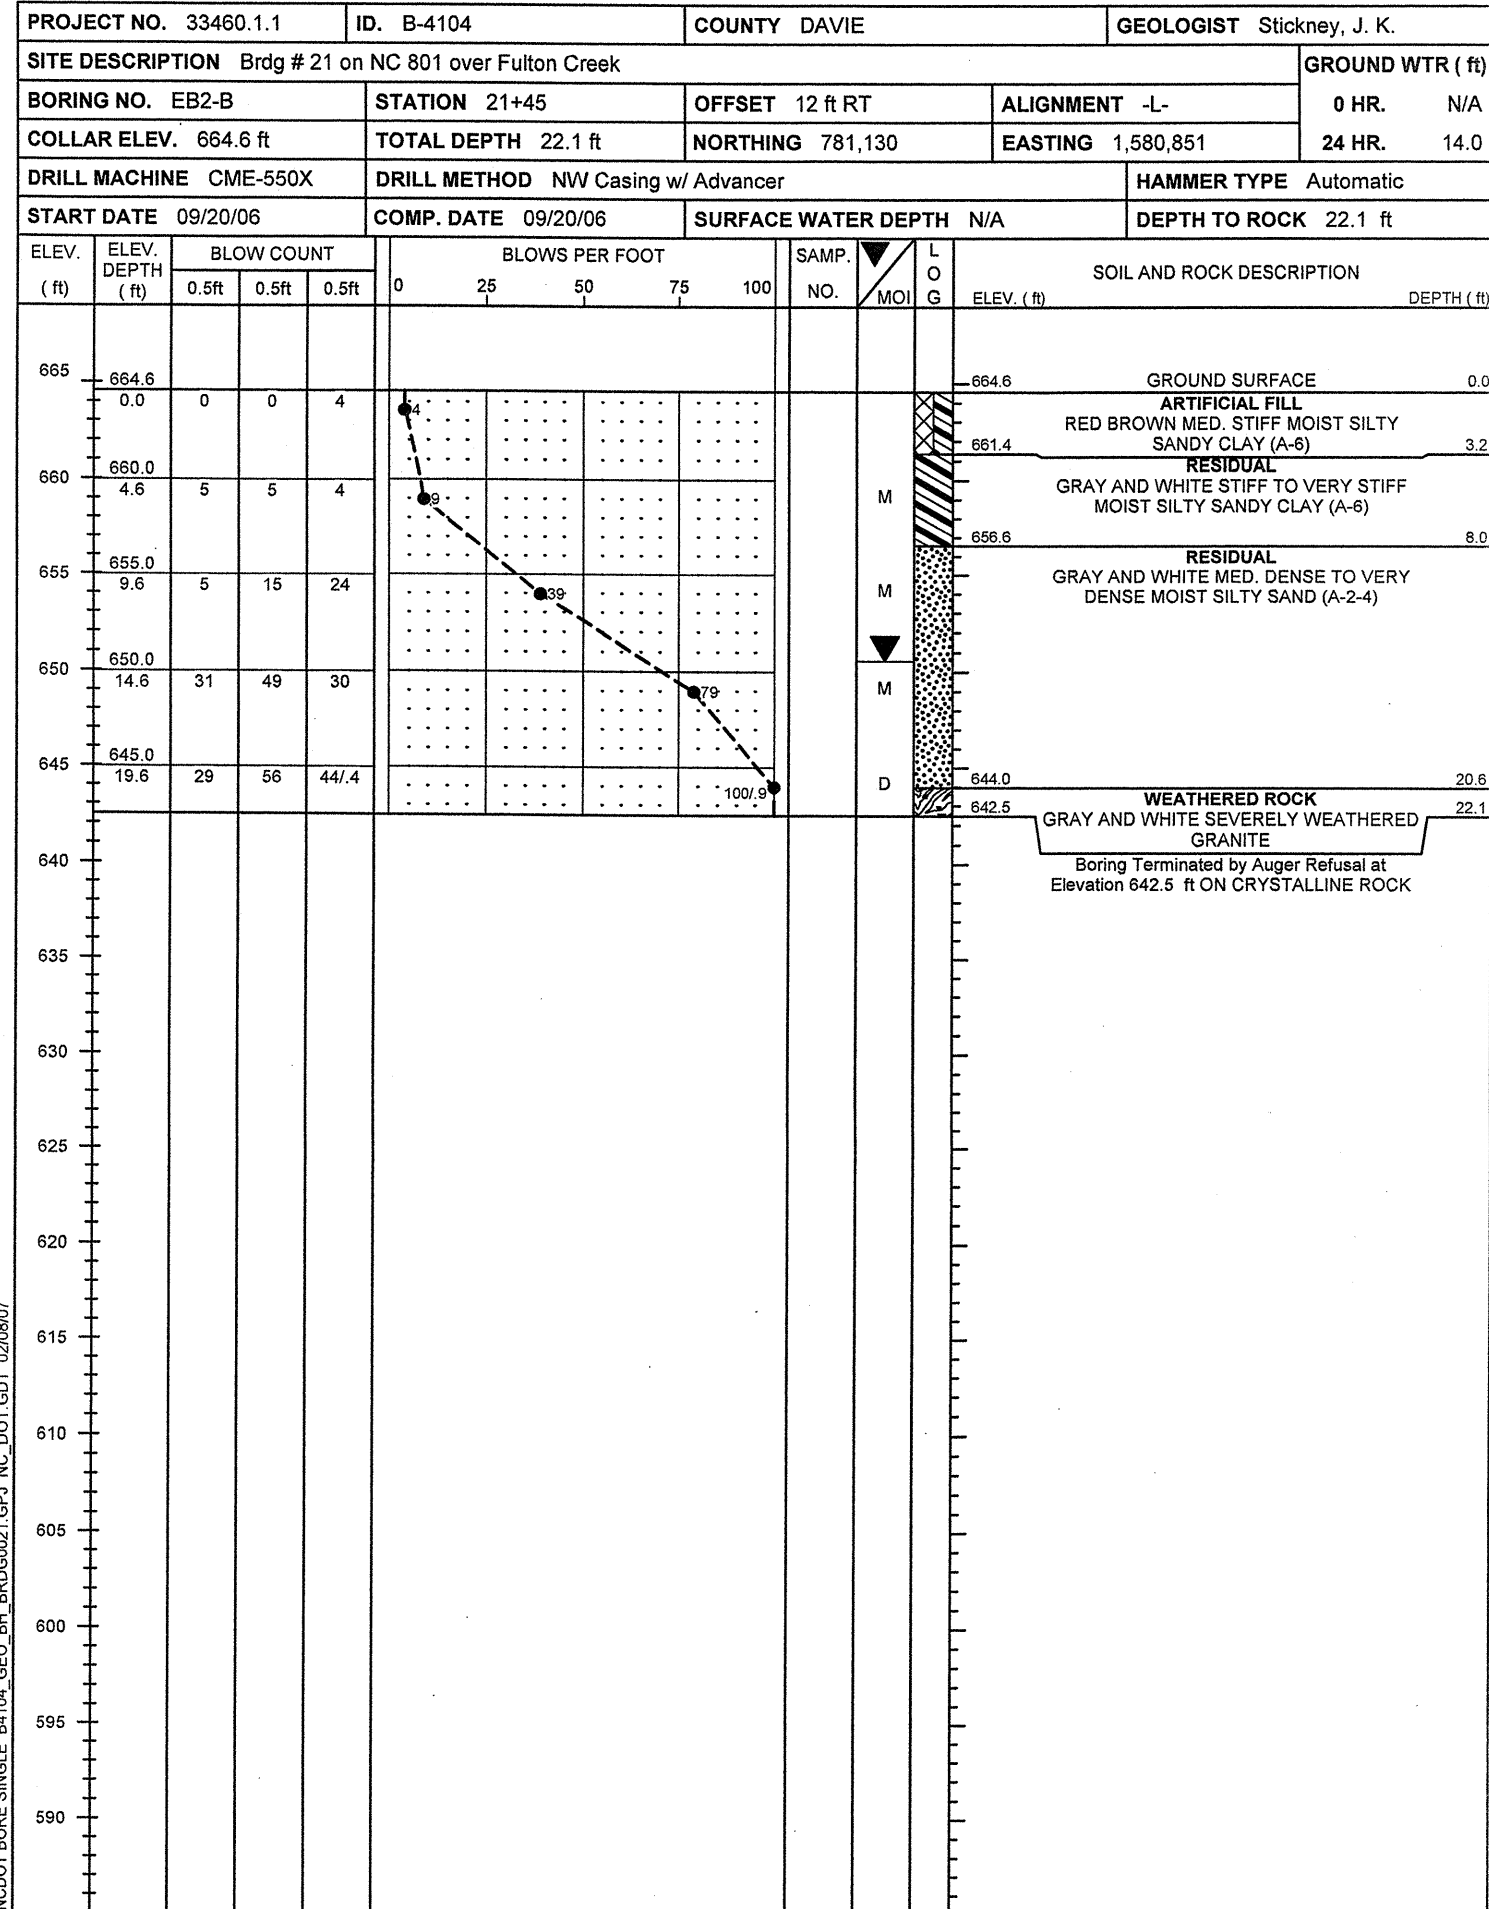 PROJECT NO. 33460.1.1 ID. B-4104 COUNTY DAVIE GEOLOGIST Stickney, J. K.
SITE DESCRIPTION Brdg # 21 on NC 801 over Fulton Creek GROUND WTR ( ft)
BORING NO. EB2-B STATION 21+45 OFFSET 12 ft RT ALIGNMENT -L- 0 HR. N/A
COLLAR ELEV. 664.6 ft TOTAL DEPTH 22.1 ft NORTHING 781,130 EASTING 1,580,851 24 HR. 14.0
DRILL MACHINE CME-550X DRILL METHOD NW Casing w/ Advancer HAMMER TYPE Automatic
START DATE 09/20/06 COMP. DATE 09/20/06 SURFACE WATER DEPTH N/A DEPTH TO ROCK 22.1 ft
ELEV. ELEV. BLOW COUNT BLOWS PER FOOT SAMP. L
DEPTH O SOIL AND ROCK DESCRIPTION
( ft) ( ft) 0.5ft 0.5ft 0.5ft 0 25 50 75 100 NO. MOI G ELEV. ( ft) DEPTH ( ft)
665 664.6 664.6 GROUND SURFACE 0.0
0.0 0 0 4 4 ARTIFICIAL FILL
RED BROWN MED. STIFF MOIST SILTY
661.4 SANDY CLAY (A-6) 3.2
660 660.0 RESIDUAL
4.6 5 5 4 9 M GRAY AND WHITE STIFF TO VERY STIFF
MOIST SILTY SANDY CLAY (A-6)
656.6 8.0
655 655.0 RESIDUAL
9.6 5 15 24 39 M GRAY AND WHITE MED. DENSE TO VERY
DENSE MOIST SILTY SAND (A-2-4)
650 650.0
14.6 31 49 30 79 M
645 645.0
19.6 29 56 44/.4 100/.9 D 644.0 20.6
WEATHERED ROCK
642.5 GRAY AND WHITE SEVERELY WEATHERED 22.1
GRANITE
640 Boring Terminated by Auger Refusal at
Elevation 642.5 ft ON CRYSTALLINE ROCK
635
630
625
620
615
610
605
600
595
590
NCDOT BORE SINGLE B4104_GEO_BH_BRDG0021.GPJ NC_DOT.GDT 02/08/07